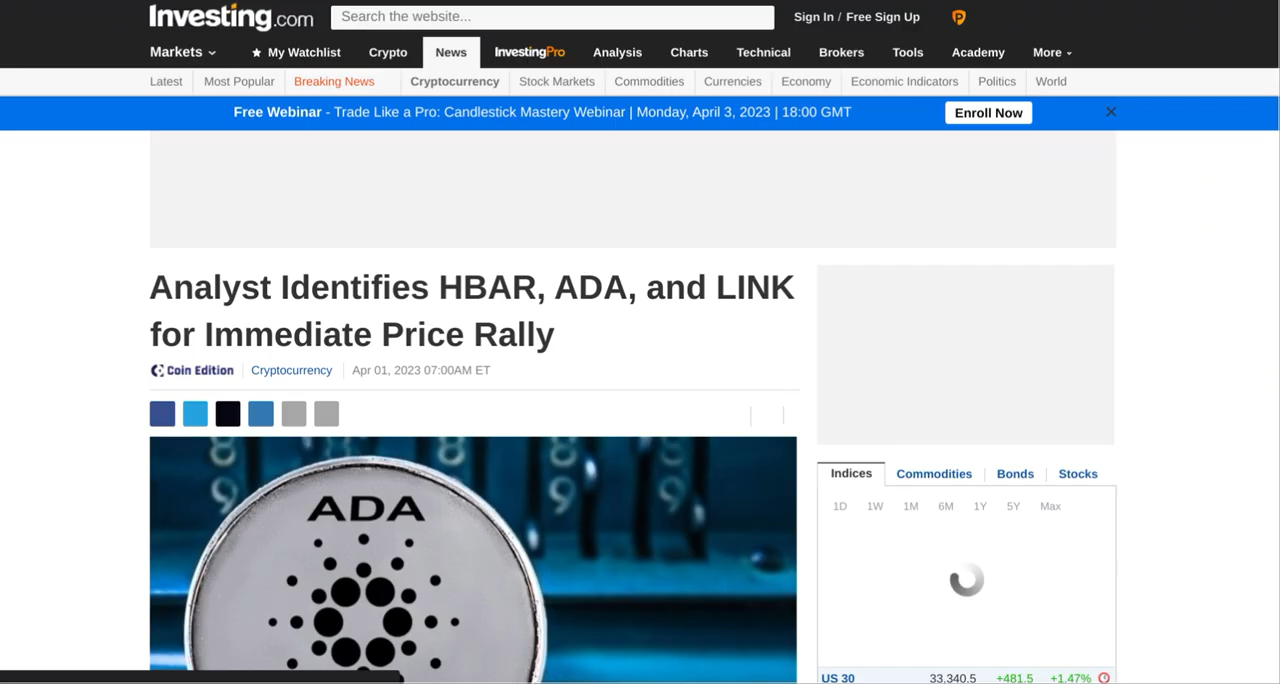 Investing.com
Search the website...
Sign In / Free Sign Up
Markets
My Watchlist
Crypto
News
InvestingPro
Analysis
Charts
Technical
Brokers
Tools
Academy
More
Latest
Most Popular
Breaking News
Cryptocurrency
Stock Markets
Commodities
Currencies
Economy
Economic Indicators
Politics
World
Free Webinar - Trade Like a Pro: Candlestick Mastery Webinar | Monday, April 3, 2023 | 18:00 GMT
Enroll Now
Analyst Identifies HBAR, ADA, and LINK
for Immediate Price Rally
Coin Edition
Cryptocurrency
Apr 01, 2023 07:00AM ET
ADA
Indices
Commodities
Bonds
Stocks
1D 1W 1M 6M 1Y 5Y Max
US 30 33,340.5 +481.5 +1.47%